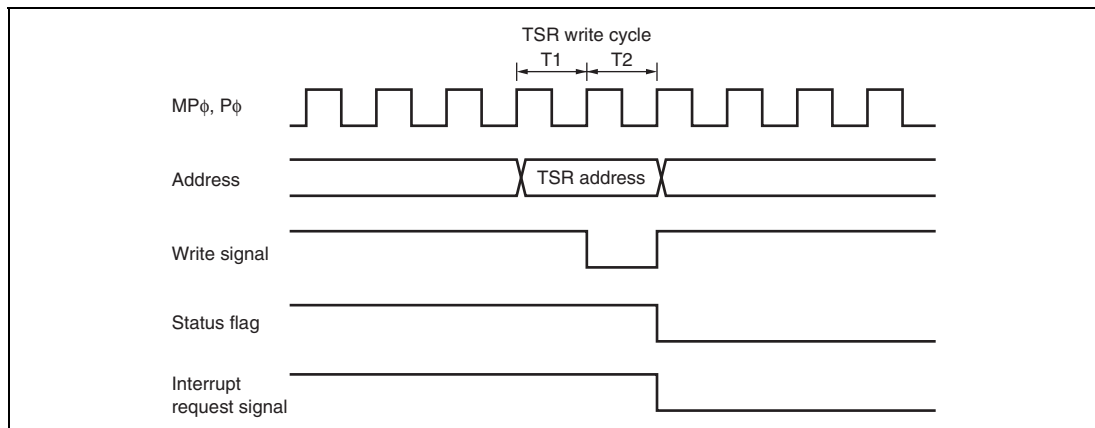 TSR write cycle
T1 T2
MPϕ, Pϕ
Address
TSR address
Write signal
Status flag
Interrupt
request signal